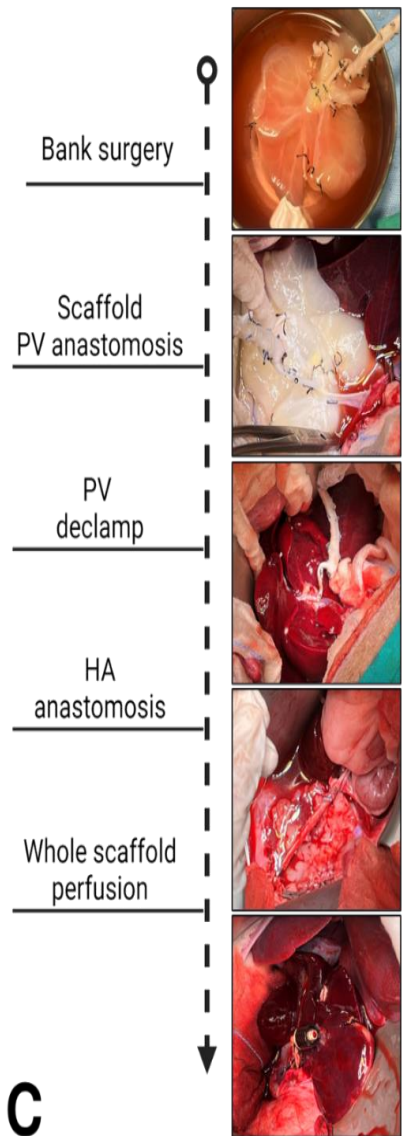 Bank surgery
Scaffold
PV anastomosis
PV
declamp
HA
anastomosis
Whole scaffold
perfusion
C